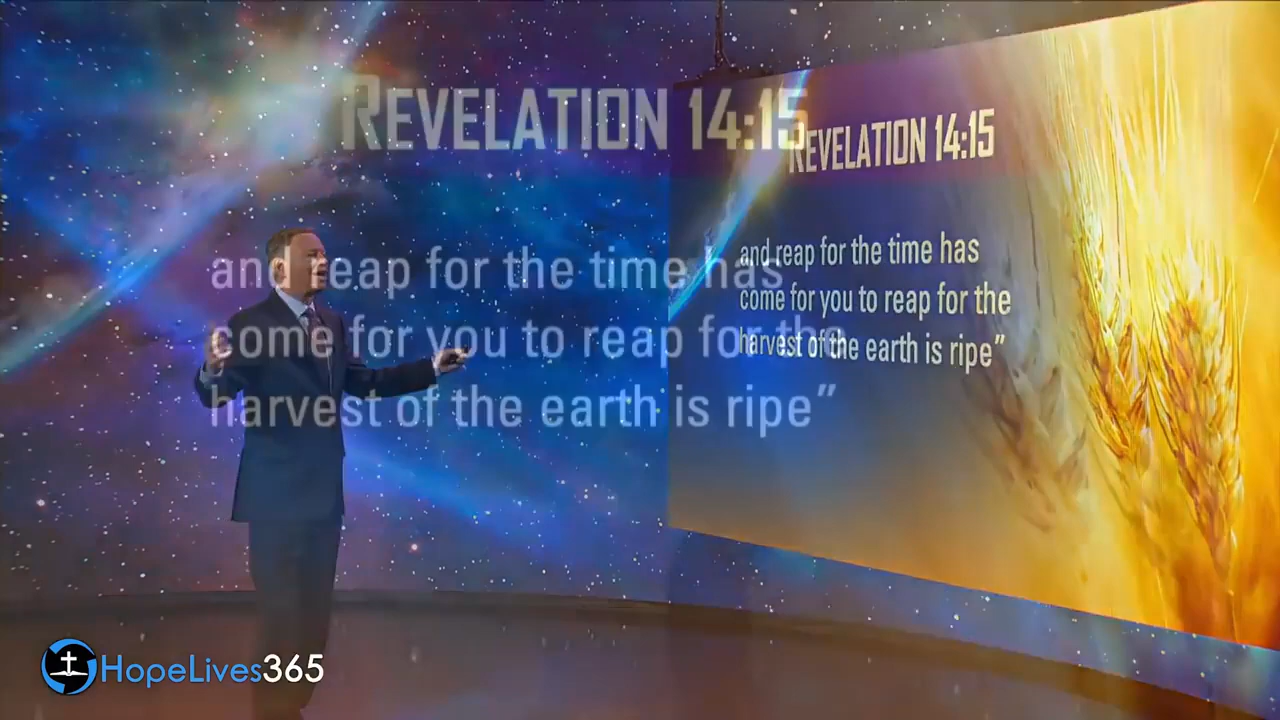 REVELATION 14:15
and reap for the time has
come for you to reap for the
harvest of the earth is ripe”
REVELATION 14:15
and reap for the time has
come for you to reap for the
harvest of the earth is ripe”
HopeLives365